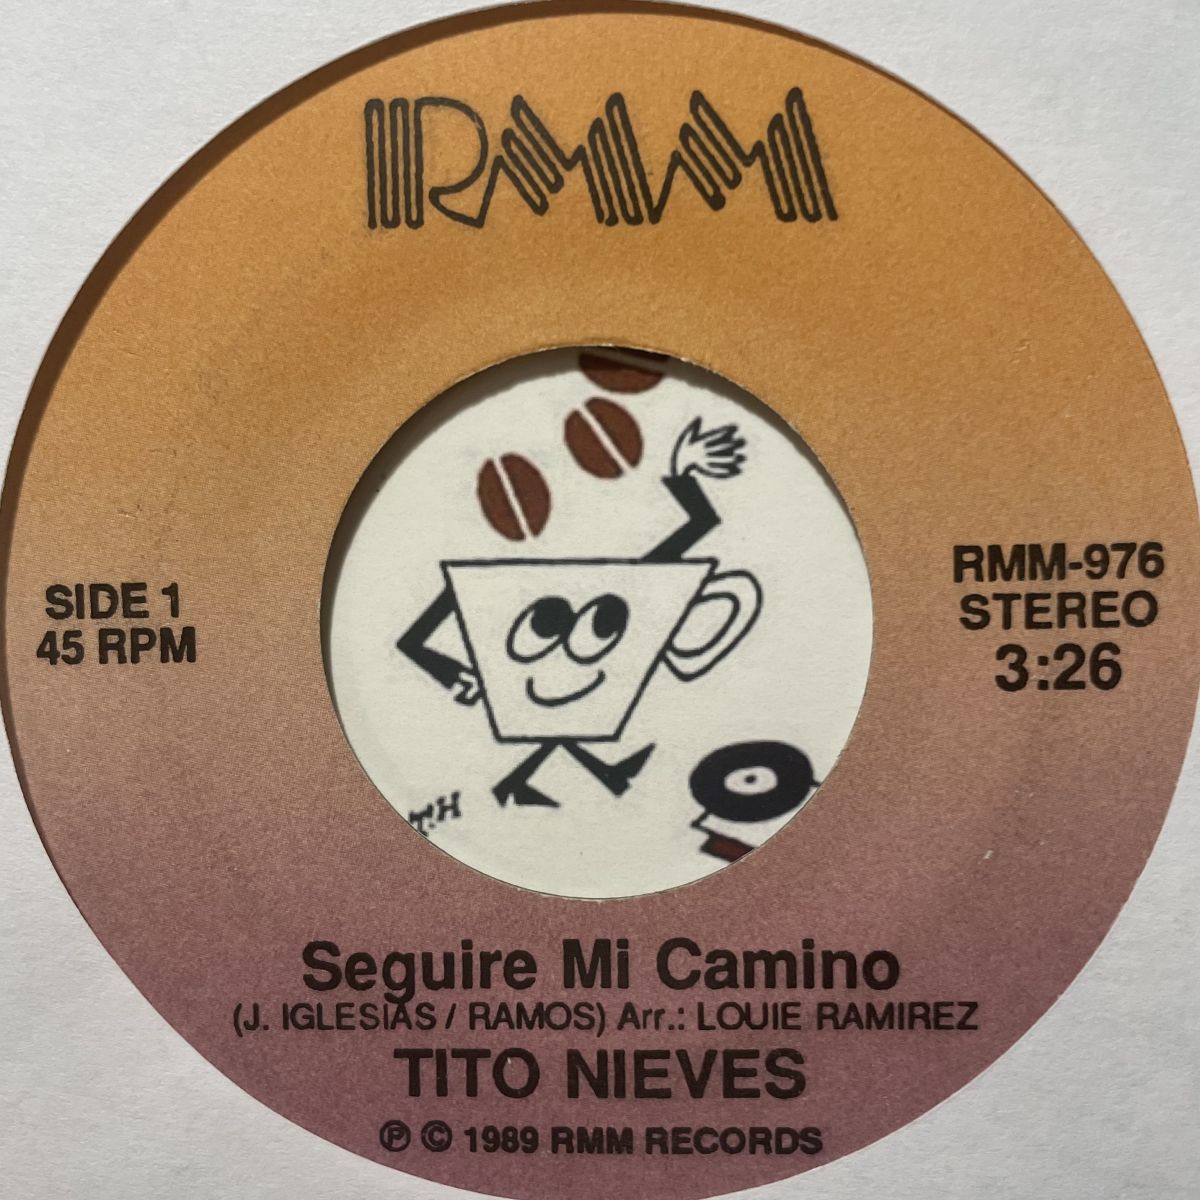 RMM
SIDE 1
45 RPM
RMM-976
STEREO
3:26
T.H
Seguire Mi Camino
(J. IGLESIAS / RAMOS) Arr.: LOUIE RAMIREZ
TITO NIEVES
Ⓟ © 1989 RMM RECORDS